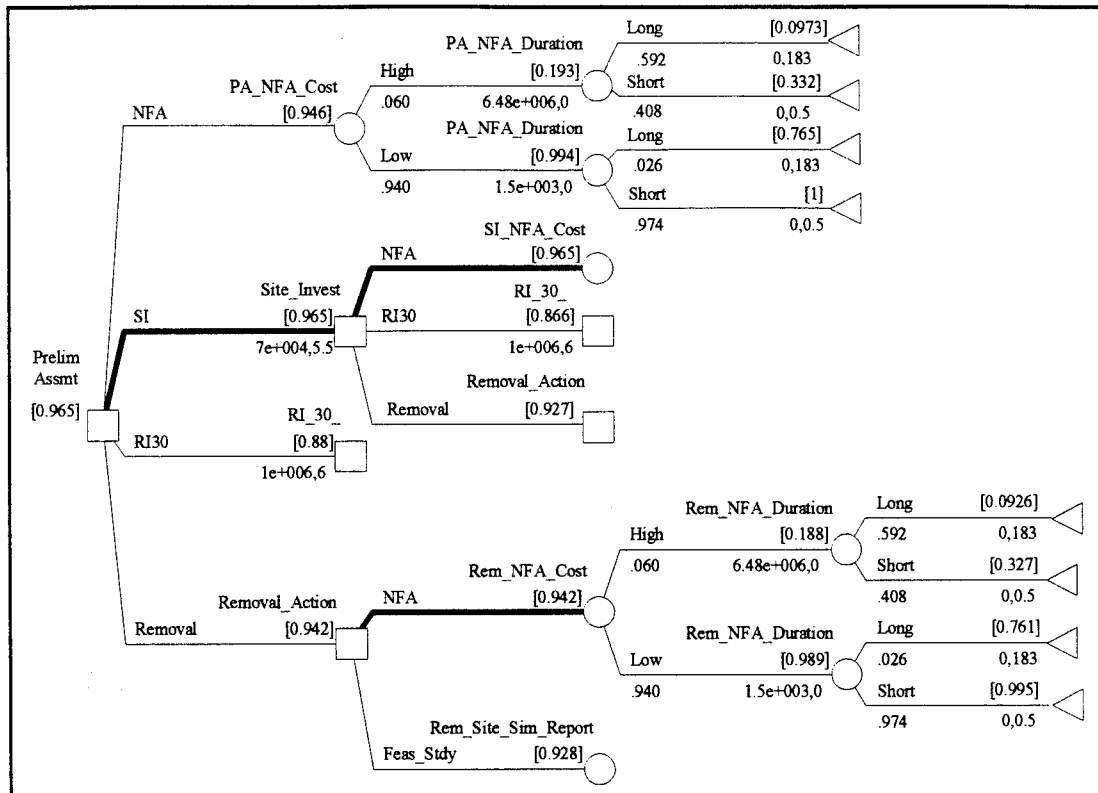 Long [0.0973]
PA_NFA_Duration
.592 0,183
High [0.193] Short [0.332]
PA_NFA_Cost
.060 6.48e+006,0 .408 0,0.5
NFA [0.946] PA_NFA_Duration
Long [0.765]
Low [0.994]
.026 0,183
.940 1.5e+003,0
Short [1]
.974 0,0.5
SI_NFA_Cost
NFA [0.965]
Site_Invest RI_30_
SI [0.965] RI30 [0.866]
7e+004,5.5 1e+006,6
Prelim
Assmt
Removal_Action
[0.965] RI_30_ Removal [0.927]
RI30 [0.88]
1e+006,6
Long [0.0926]
Rem_NFA_Duration
.592 0,183
High [0.188]
Rem_NFA_Cost Short [0.327]
.060 6.48e+006,0
.408 0,0.5
Removal_Action NFA [0.942]
Rem_NFA_Duration Long [0.761]
Removal [0.942]
Low [0.989] .026 0,183
.940 1.5e+003,0 Short [0.995]
.974 0,0.5
Rem_Site_Sim_Report
Feas_Stdy [0.928]